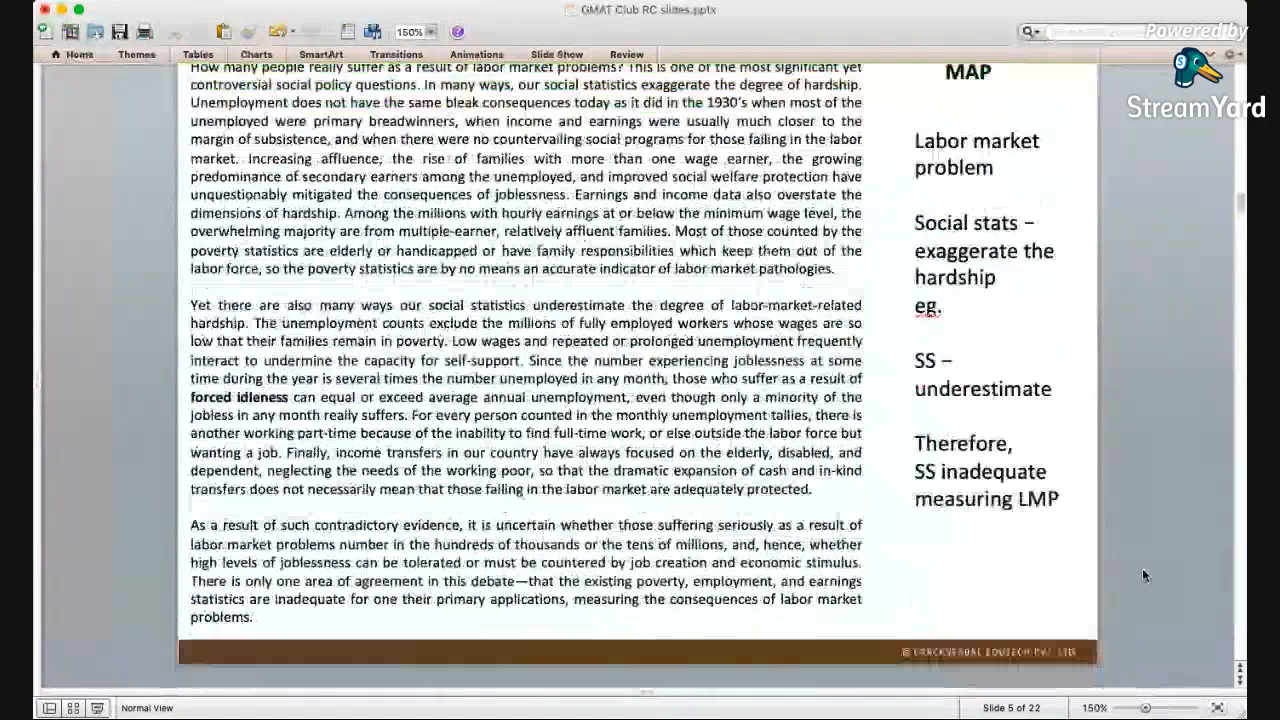 GMAT Club RC slides.pptx
Powered by
StreamYard
150%
Home Themes Tables Charts SmartArt Transitions Animations Slide Show Review
How many people really suffer as a result of labor market problems? This is one of the most significant yet
controversial social policy questions. In many ways, our social statistics exaggerate the degree of hardship.
Unemployment does not have the same bleak consequences today as it did in the 1930's when most of the
unemployed were primary breadwinners, when income and earnings were usually much closer to the
margin of subsistence, and when there were no countervailing social programs for those failing in the labor
market. Increasing affluence, the rise of families with more than one wage earner, the growing
predominance of secondary earners among the unemployed, and improved social welfare protection have
unquestionably mitigated the consequences of joblessness. Earnings and income data also overstate the
dimensions of hardship. Among the millions with hourly earnings at or below the minimum wage level, the
overwhelming majority are from multiple-earner, relatively affluent families. Most of those counted by the
poverty statistics are elderly or handicapped or have family responsibilities which keep them out of the
labor force, so the poverty statistics are by no means an accurate indicator of labor market pathologies.
Yet there are also many ways our social statistics underestimate the degree of labor-market-related
hardship. The unemployment counts exclude the millions of fully employed workers whose wages are so
low that their families remain in poverty. Low wages and repeated or prolonged unemployment frequently
interact to undermine the capacity for self-support. Since the number experiencing joblessness at some
time during the year is several times the number unemployed in any month, those who suffer as a result of
forced idleness can equal or exceed average annual unemployment, even though only a minority of the
jobless in any month really suffers. For every person counted in the monthly unemployment tallies, there is
another working part-time because of the inability to find full-time work, or else outside the labor force but
wanting a job. Finally, income transfers in our country have always focused on the elderly, disabled, and
dependent, neglecting the needs of the working poor, so that the dramatic expansion of cash and in-kind
transfers does not necessarily mean that those failing in the labor market are adequately protected.
As a result of such contradictory evidence, it is uncertain whether those suffering seriously as a result of
labor market problems number in the hundreds of thousands or the tens of millions, and, hence, whether
high levels of joblessness can be tolerated or must be countered by job creation and economic stimulus.
There is only one area of agreement in this debate—that the existing poverty, employment, and earnings
statistics are inadequate for one their primary applications, measuring the consequences of labor market
problems.
MAP
Labor market
problem
Social stats –
exaggerate the
hardship
eg.
SS –
underestimate
Therefore,
SS inadequate
measuring LMP
© CRACKVERBAL EDUTECH PVT LTD
Normal View
Slide 5 of 22
150%